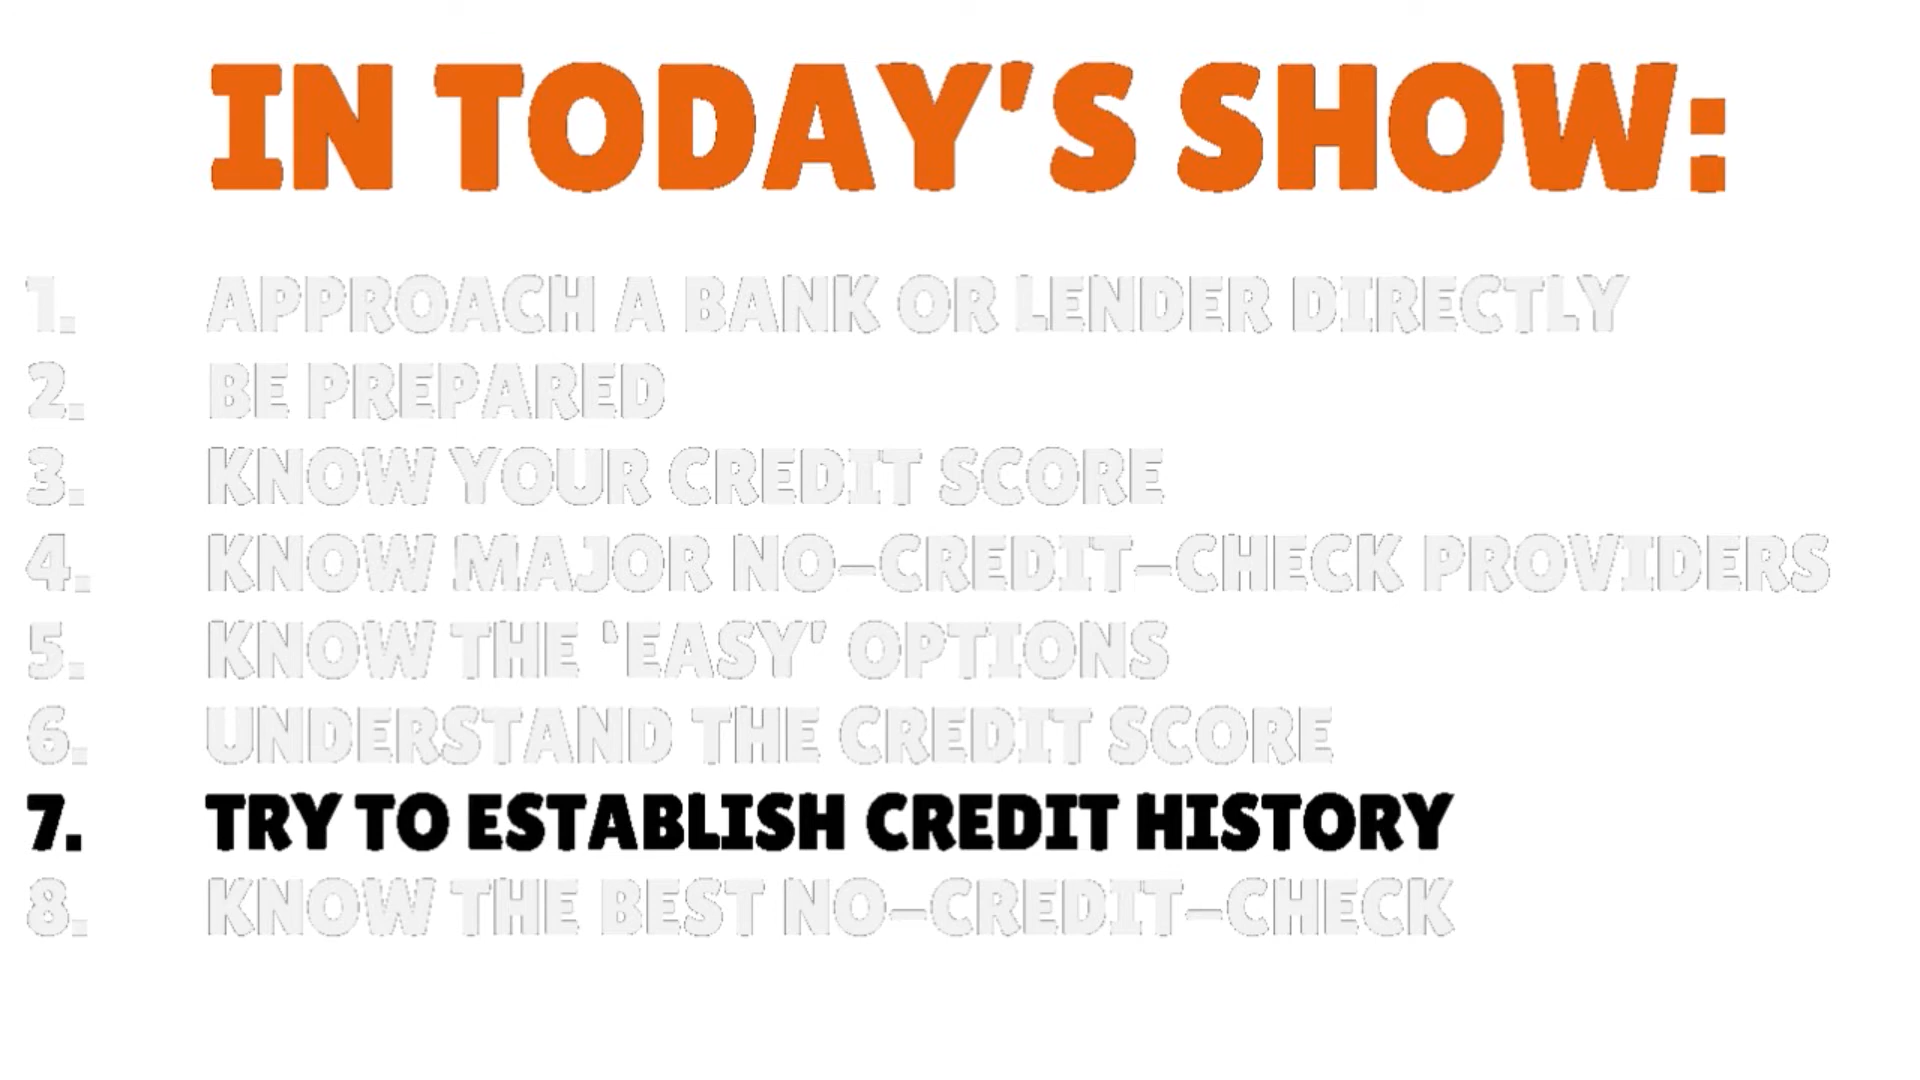 IN TODAY'S SHOW:
1. APPROACH A BANK OR LENDER DIRECTLY
2. BE PREPARED
3. KNOW YOUR CREDIT SCORE
4. KNOW MAJOR NO-CREDIT-CHECK PROVIDERS
5. KNOW THE ‘EASY’ OPTIONS
6. UNDERSTAND THE CREDIT SCORE
7. TRY TO ESTABLISH CREDIT HISTORY
8. KNOW THE BEST NO-CREDIT-CHECK